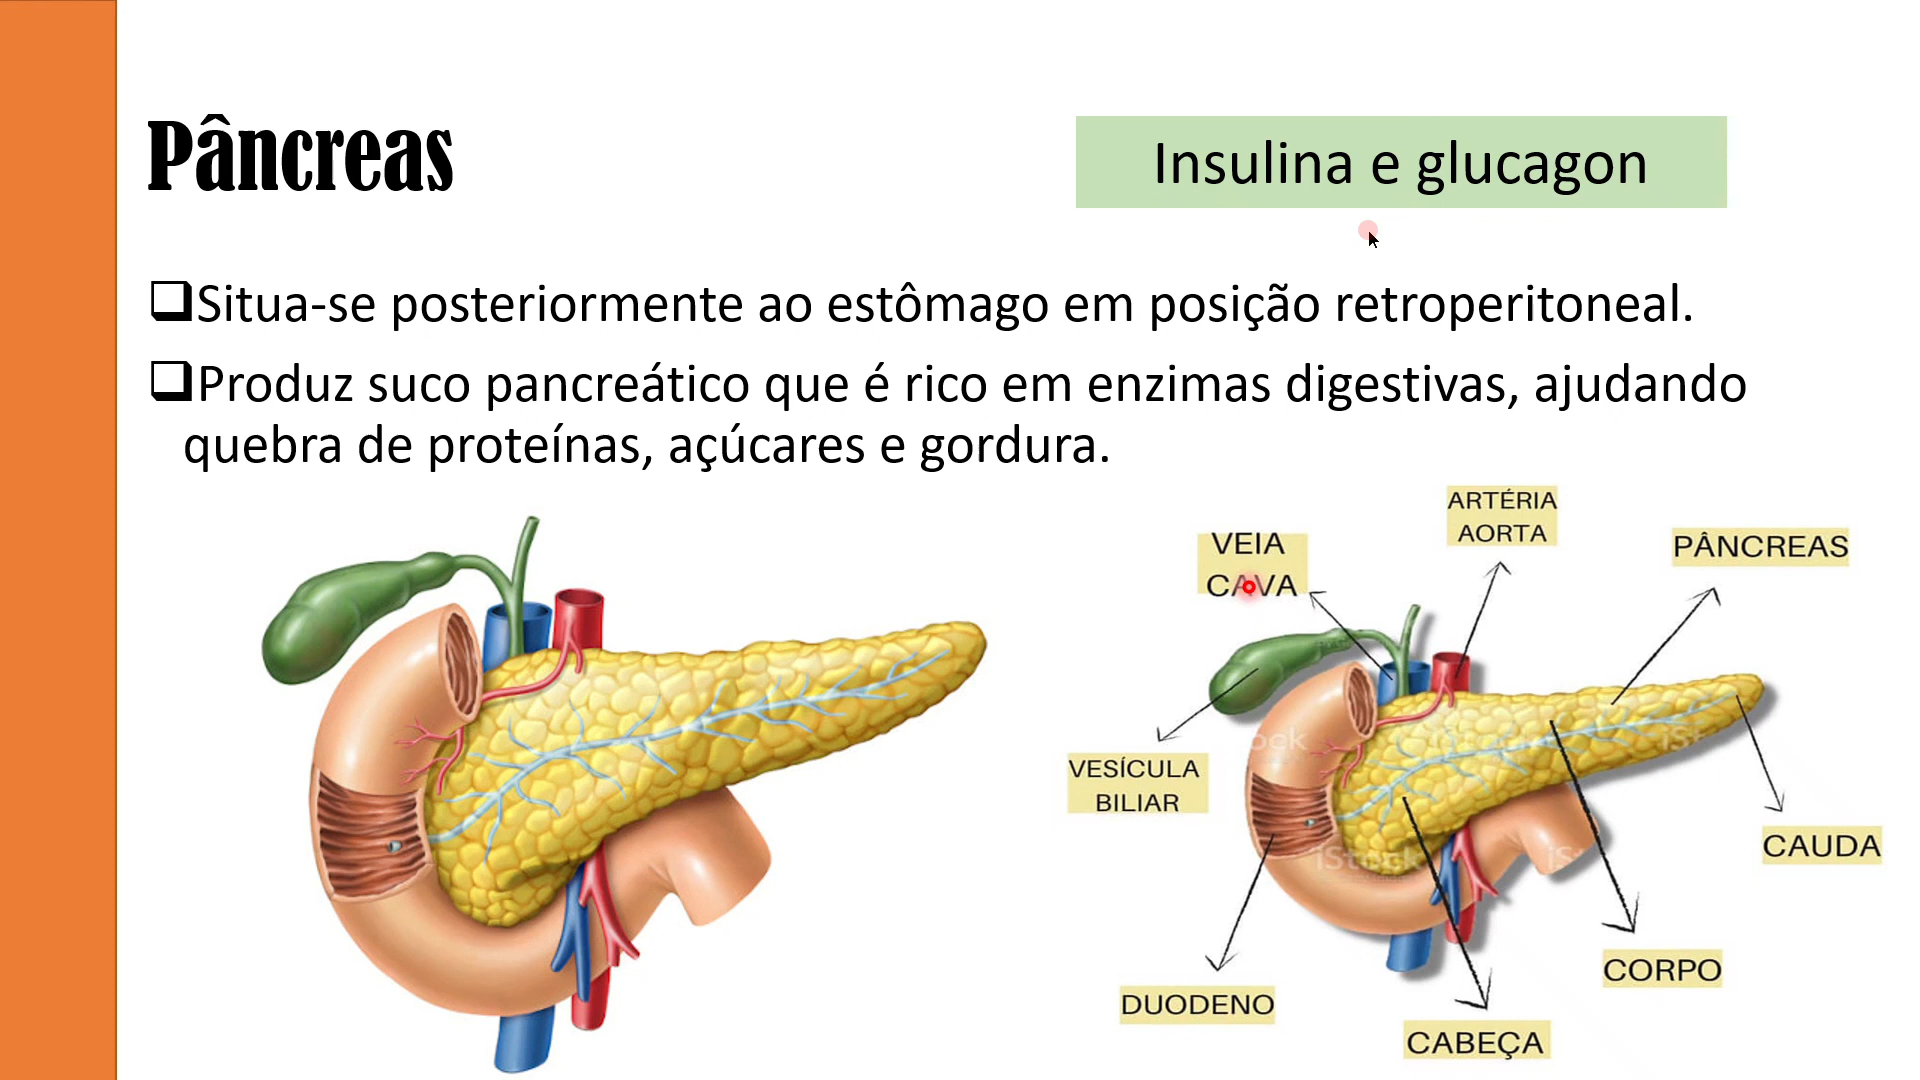 Pâncreas
Insulina e glucagon
Situa-se posteriormente ao estômago em posição retroperitoneal.
Produz suco pancreático que é rico em enzimas digestivas, ajudando
quebra de proteínas, açúcares e gordura.
ARTÉRIA
AORTA
VEIA
CAVA
PÂNCREAS
VESÍCULA
BILIAR
CAUDA
CORPO
DUODENO
CABEÇA
iStock